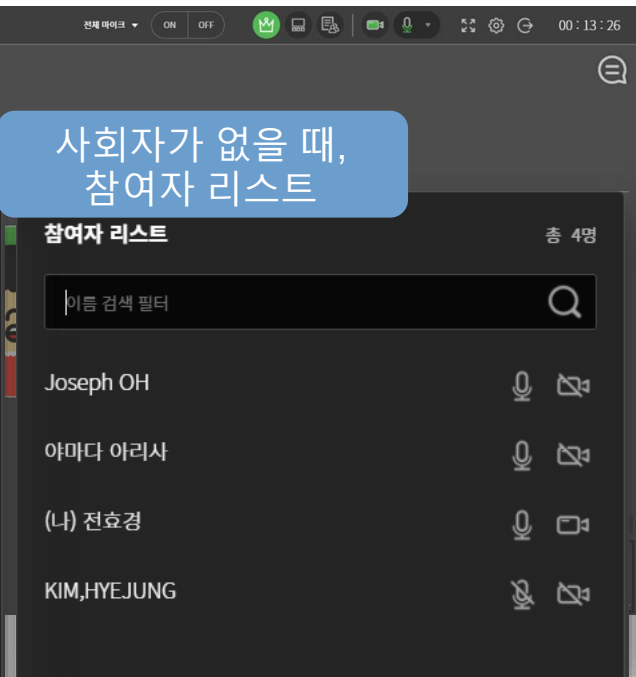 전체 마이크 ON OFF 00:13:26
사회자가 없을 때,
참여자 리스트
참여자 리스트 총 4명
이름 검색 필터
Joseph OH
야마다 아리사
(나) 전효경
KIM,HYEJUNG